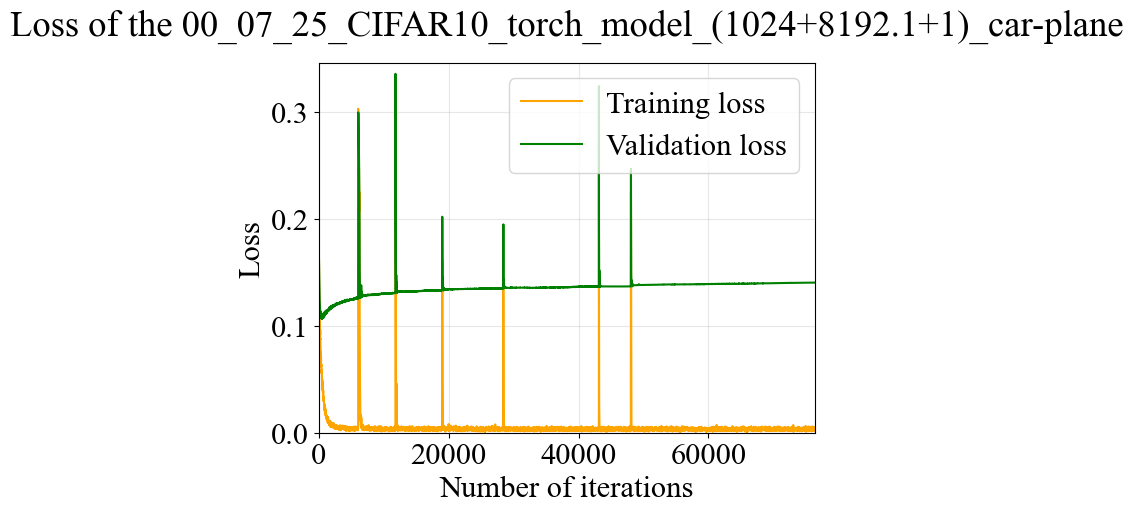 Loss of the 00_07_25_CIFAR10_torch_model_(1024+8192.1+1)_car-plane
Training loss
Validation loss
0.3
0.2
0.1
0.0
Loss
0
20000
40000
60000
Number of iterations